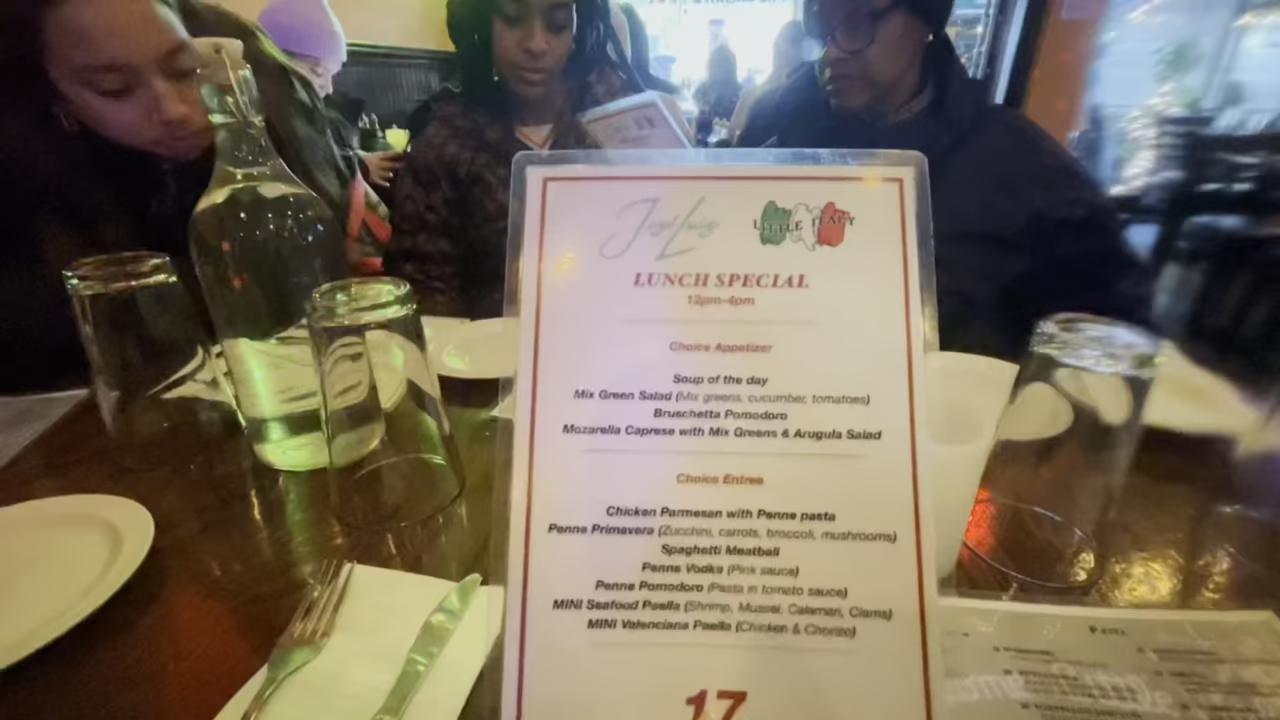 José Luis
LITTLE ITALY
LUNCH SPECIAL
12pm-4pm
Choice Appetizer
Soup of the day
Mix Green Salad (Mix greens, cucumber, tomatoes)
Bruschetta Pomodoro
Mozarella Caprese with Mix Greens & Arugula Salad
Choice Entree
Chicken Parmesan with Penne pasta
Penne Primavera (Zucchini, carrots, broccoli, mushrooms)
Spaghetti Meatball
Penne Vodka (Pink sauce)
Penne Pomodoro (Pasta in tomato sauce)
MINI Seafood Paella (Shrimp, Mussel, Calamari, Clams)
MINI Valenciana Paella (Chicken & Chorizo)
17